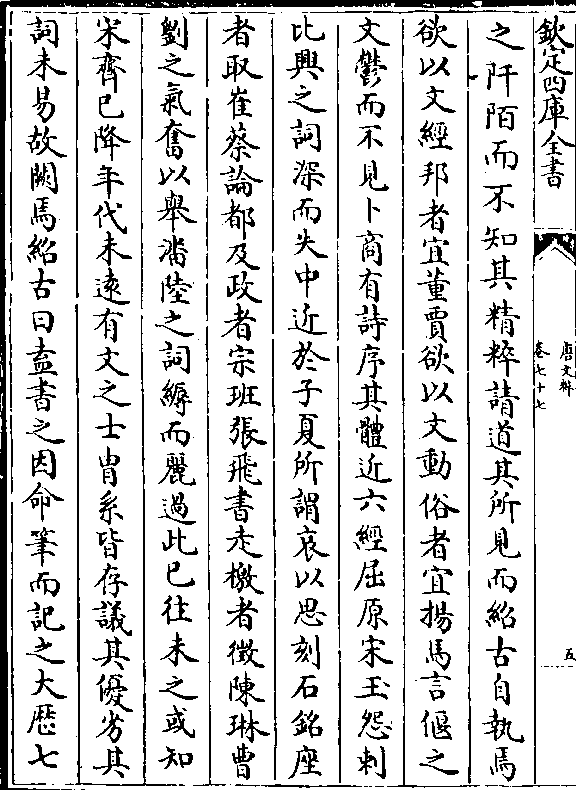 欽定四庫全書
唐文粹
卷七十七
五
之阡陌而不知其精粹請道其所見而紹古自執焉
欲以文經邦者宜董賈欲以文動俗者宜揚馬言偃之
文鬱而不見卜商有詩序其體近六經屈原宋玉怨刺
比興之詞深而失中近於子夏所謂哀以思刻石銘座
者取崔蔡論都及政者宗班張飛書走檄者徵陳琳曹
劉之氣奮以舉潘陸之詞縟而麗過此已往未之或知
宋齊已降年代未遠有文之士胄系皆存議其優劣其
詞未易故闕焉紹古曰盍書之因命筆而記之大歴七